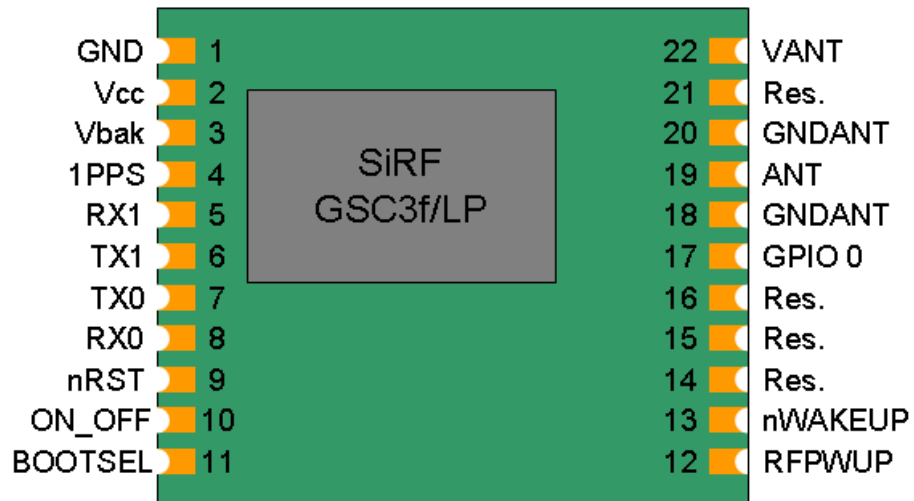 GND 1 22 VANT
Vcc 2 21 Res.
Vbak 3 20 GNDANT
1PPS 4 SiRF 19 ANT
RX1 5 GSC3f/LP 18 GNDANT
TX1 6 17 GPIO 0
TX0 7 16 Res.
RX0 8 15 Res.
nRST 9 14 Res.
ON_OFF 10 13 nWAKEUP
BOOTSEL 11 12 RFPWUP